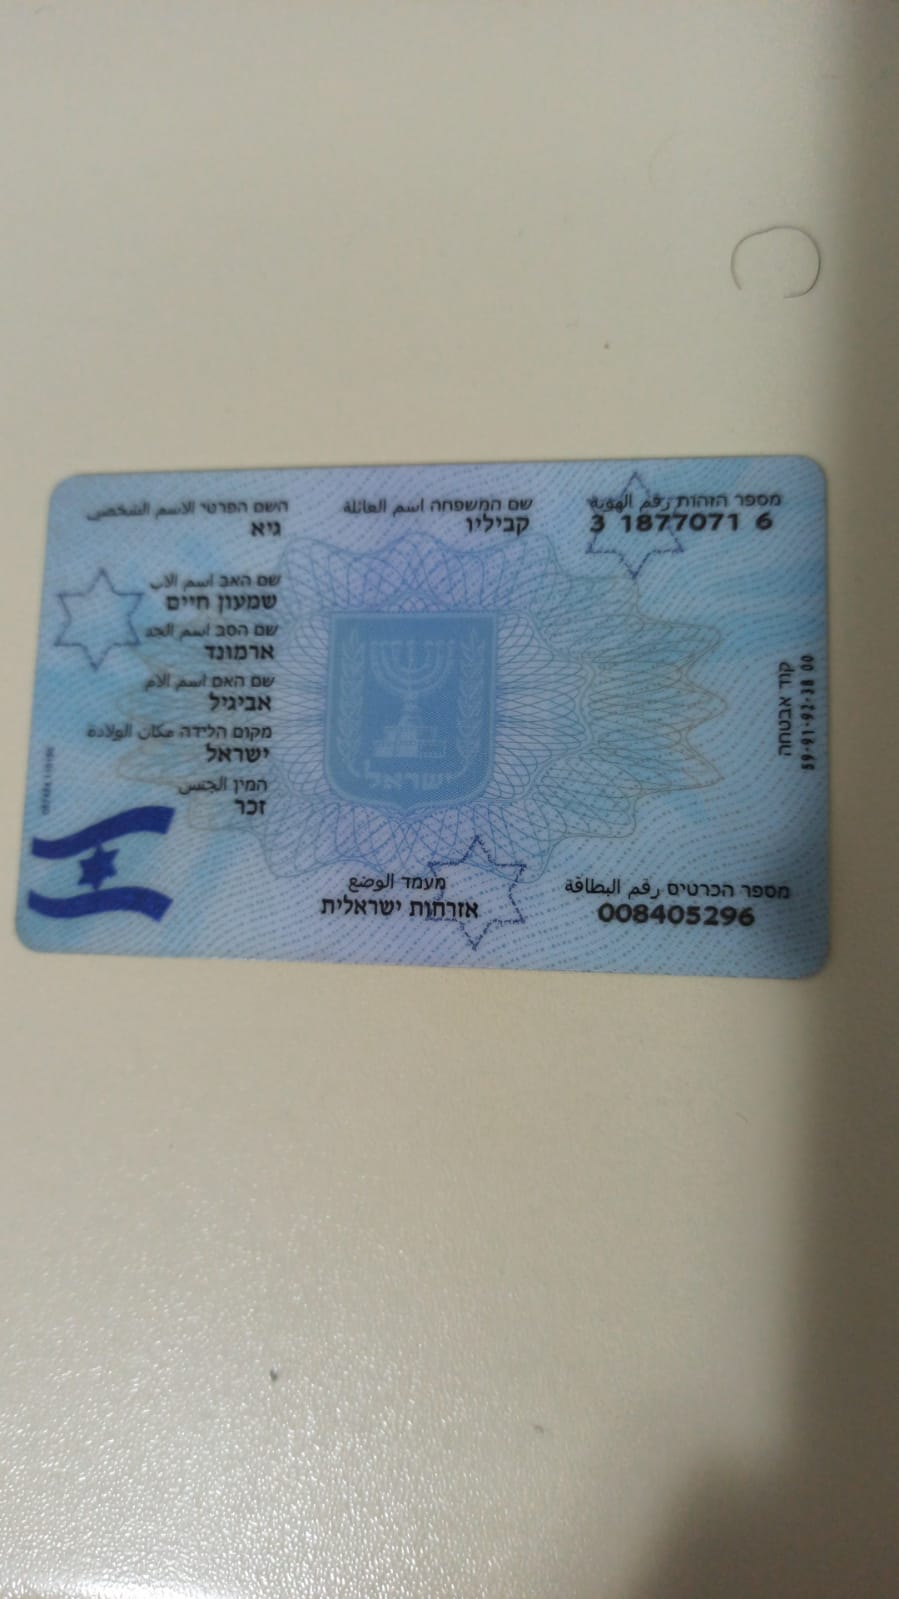 מספר הזהות رقم الهوية
3 1877071 6
שם המשפחה اسم العائلة
קביליו
השם הפרטי الاسم الشخصي
גיא
שם האב اسم الاب
שמעון חיים
שם הסב اسم الجد
ארמונד
שם האם اسم الام
אביגיל
מקום הלידה مكان الولادة
ישראל
המין الجنس
זכר
ישראל
מעמד الوضع
אזרחות ישראלית
מספר הכרטיס رقم البطاقة
008405296
קוד אבטחה